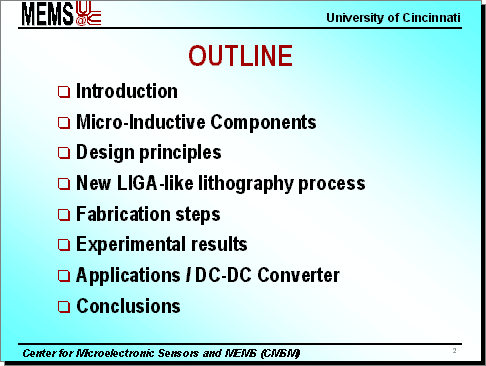 MEMS U@C
University of Cincinnati
OUTLINE
Introduction
Micro-Inductive Components
Design principles
New LIGA-like lithography process
Fabrication steps
Experimental results
Applications / DC-DC Converter
Conclusions
Center for Microelectronic Sensors and MEMS (CMSM)
2